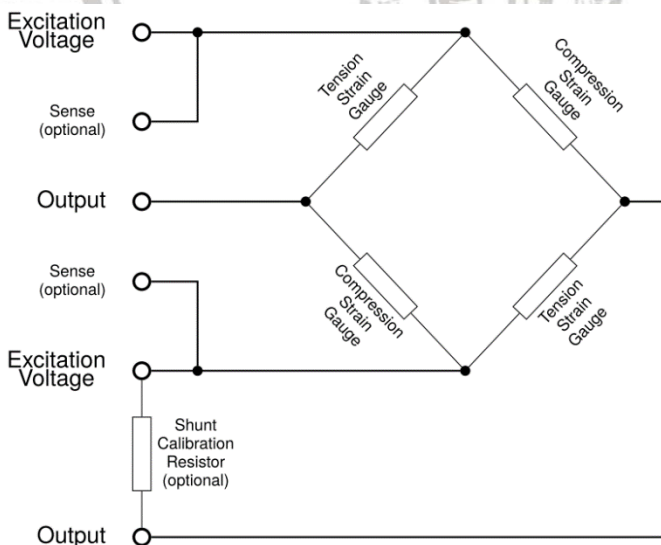 Excitation
Voltage
Sense
(optional)
Output
Sense
(optional)
Excitation
Voltage
Shunt
Calibration
Resistor
(optional)
Output
Tension
Strain
Gauge
Compression
Strain
Gauge
Compression
Strain
Gauge
Tension
Strain
Gauge